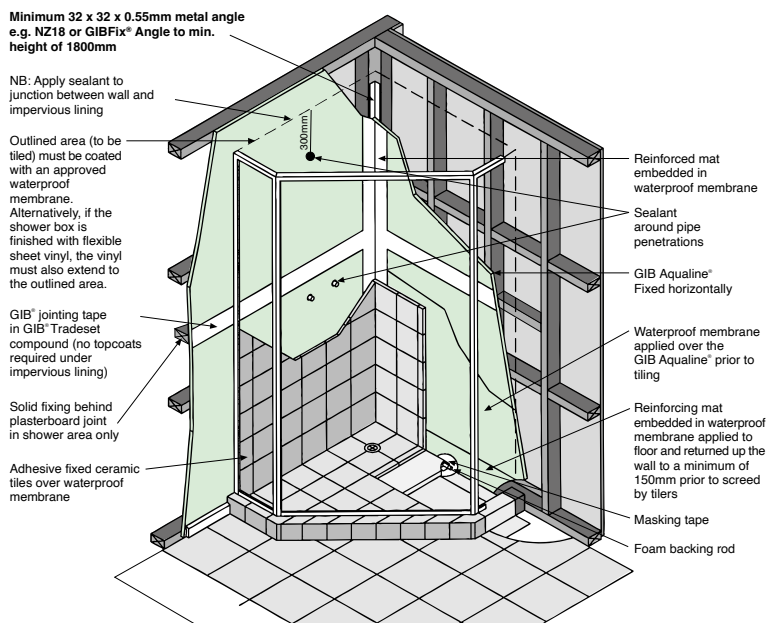 Minimum 32 x 32 x 0.55mm metal angle
e.g. NZ18 or GIBFix® Angle to min.
height of 1800mm
NB: Apply sealant to
junction between wall and
impervious lining
Outlined area (to be
tiled) must be coated
with an approved
waterproof
membrane.
Alternatively, if the
shower box is
finished with flexible
sheet vinyl, the vinyl
must also extend to
the outlined area.
GIB® jointing tape
in GIB® Tradeset
compound (no topcoats
required under
impervious lining)
Solid fixing behind
plasterboard joint
in shower area only
Adhesive fixed ceramic
tiles over waterproof
membrane
300mm
Reinforced mat
embedded in
waterproof membrane
Sealant
around pipe
penetrations
GIB Aqualine®
Fixed horizontally
Waterproof membrane
applied over the
GIB Aqualine® prior to
tiling
Reinforcing mat
embedded in waterproof
membrane applied to
floor and returned up the
wall to a minimum of
150mm prior to screed
by tilers
Masking tape
Foam backing rod